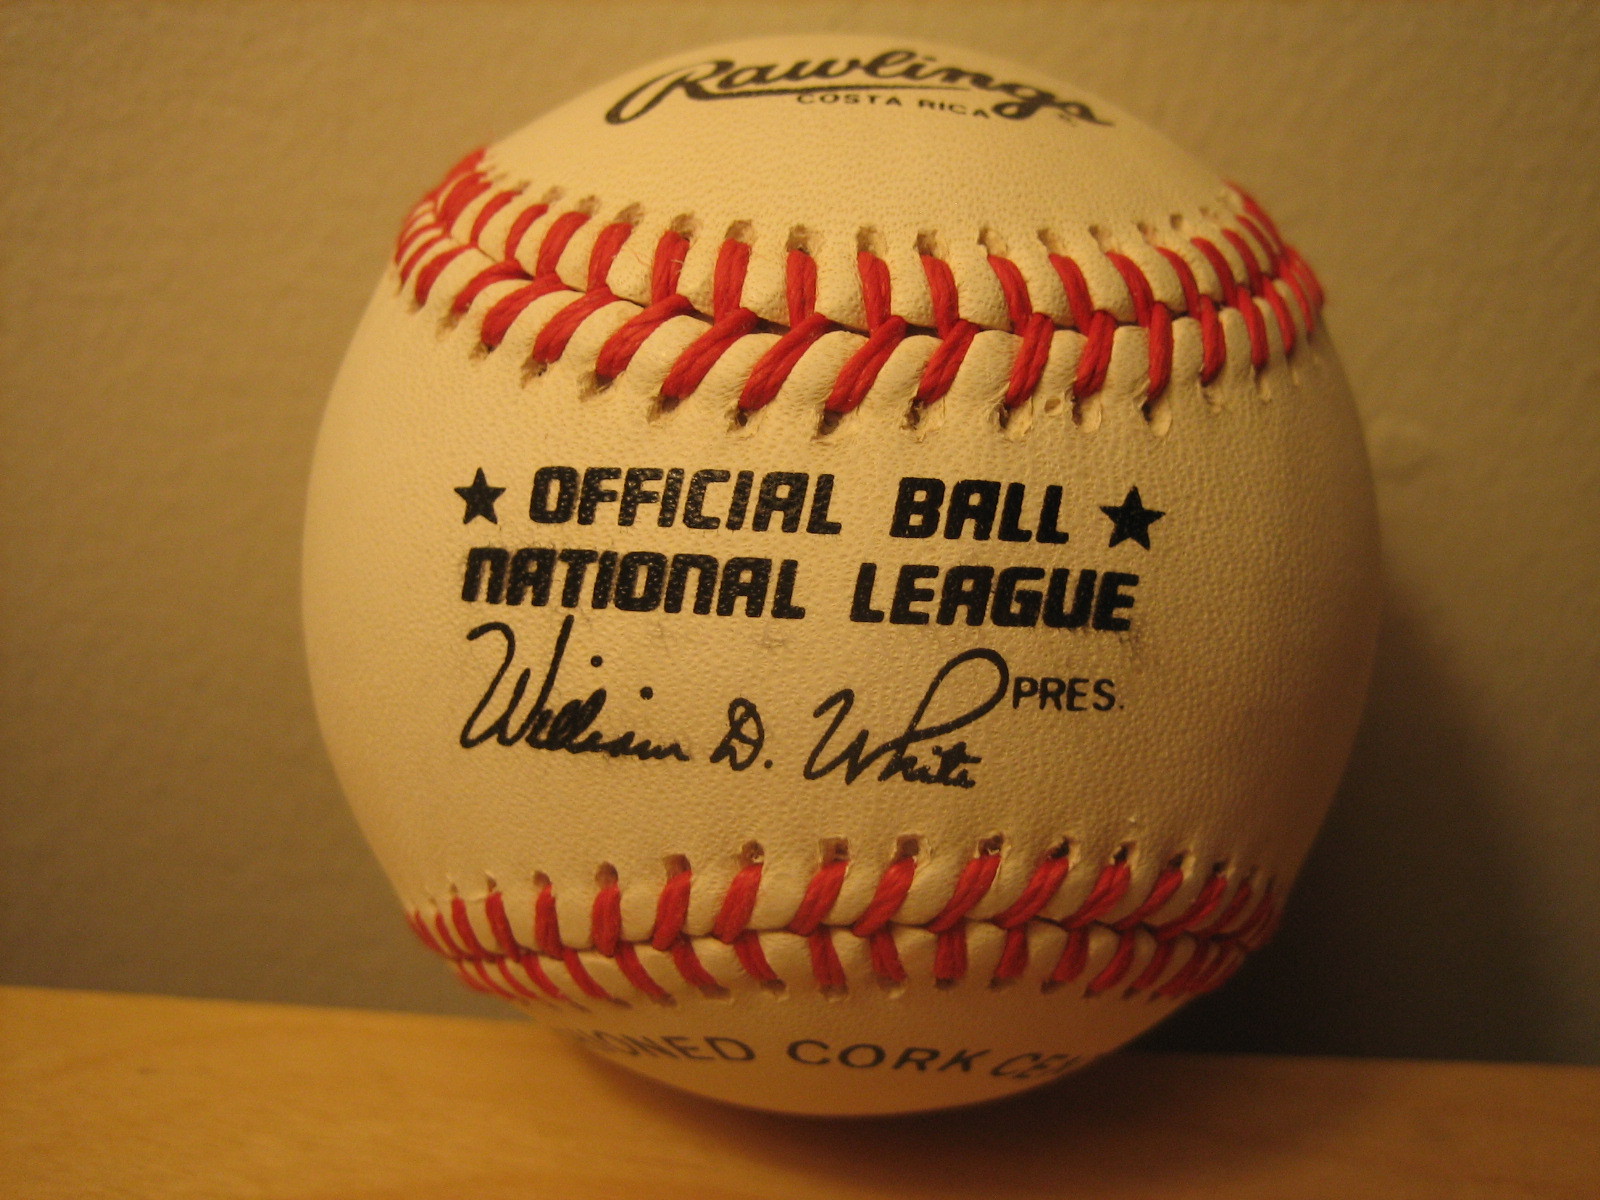 Rawlings
COSTA RICA
★ OFFICIAL BALL ★
NATIONAL LEAGUE
William D. White PRES.
CORK